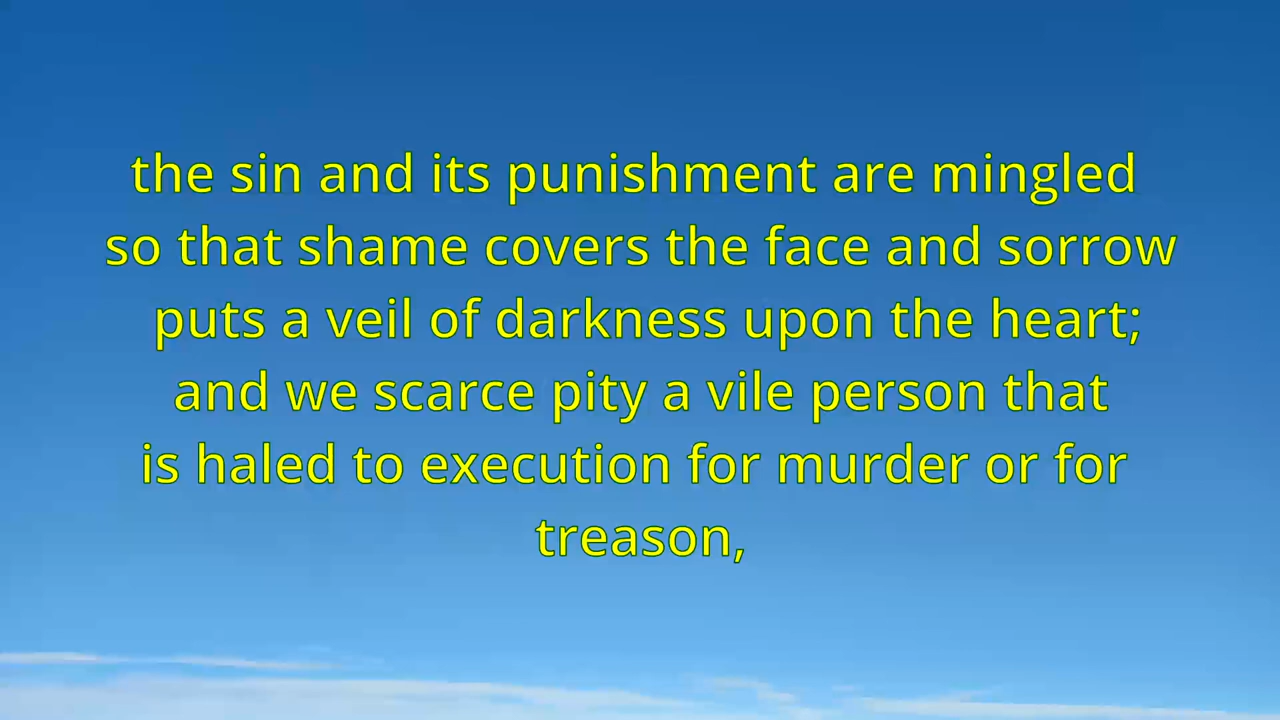 the sin and its punishment are mingled
so that shame covers the face and sorrow
puts a veil of darkness upon the heart;
and we scarce pity a vile person that
is haled to execution for murder or for
treason,